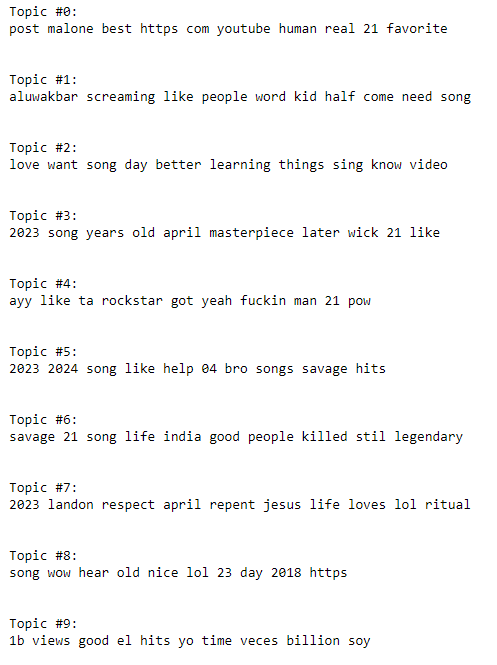 Topic #0:
post malone best https com youtube human real 21 favorite
Topic #1:
aluwakbar screaming like people word kid half come need song
Topic #2:
love want song day better learning things sing know video
Topic #3:
2023 song years old april masterpiece later wick 21 like
Topic #4:
ayy like ta rockstar got yeah fuckin man 21 pow
Topic #5:
2023 2024 song like help 04 bro songs savage hits
Topic #6:
savage 21 song life india good people killed stil legendary
Topic #7:
2023 landon respect april repent jesus life loves lol ritual
Topic #8:
song wow hear old nice lol 23 day 2018 https
Topic #9:
1b views good el hits yo time veces billion soy